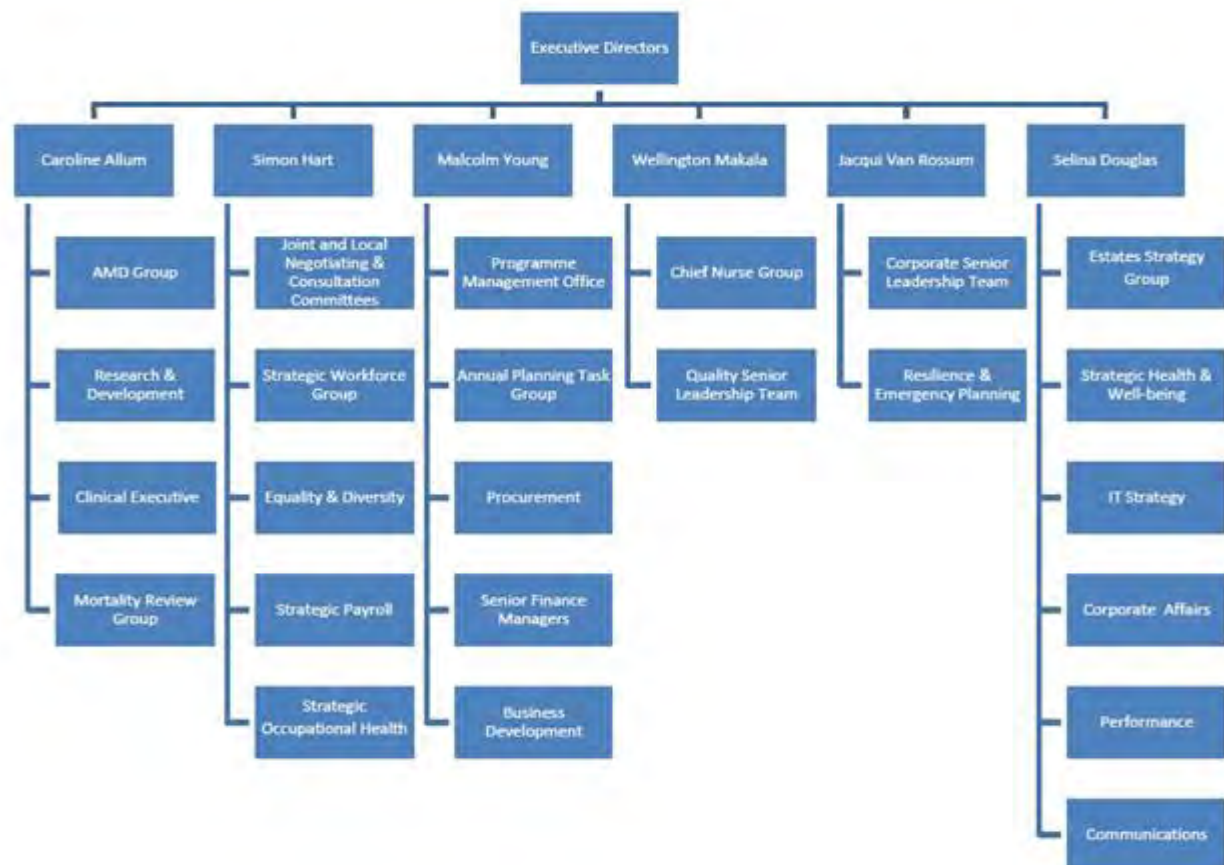 Executive Directors
Caroline Allum
Simon Hart
Malcolm Young
Wellington Makala
Jacqui Van Rossum
Selina Douglas
AMD Group
Research &
Development
Clinical Executive
Mortality Review
Group
Joint and Local
Negotiating &
Consultation
Committees
Strategic Workforce
Group
Equality & Diversity
Strategic Payroll
Strategic
Occupational Health
Programme
Management Office
Annual Planning Task
Group
Procurement
Senior Finance
Managers
Business
Development
Chief Nurse Group
Quality Senior
Leadership Team
Corporate Senior
Leadership Team
Resilience &
Emergency Planning
Estates Strategy
Group
Strategic Health &
Well-being
IT Strategy
Corporate Affairs
Performance
Communications